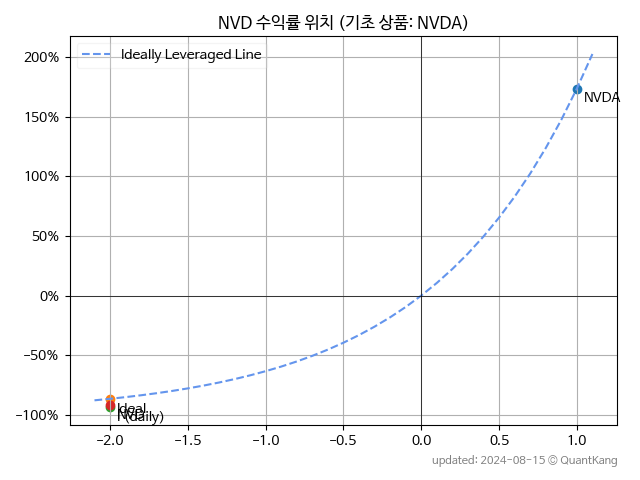 NVD 수익률 위치 (기초 상품: NVDA)
Ideally Leveraged Line
200%
150%
100%
50%
0%
−50%
−100%
NVDA
Ideal
NVD
(daily)
−2.0 −1.5 −1.0 −0.5 0.0 0.5 1.0
updated: 2024-08-15 © QuantKang